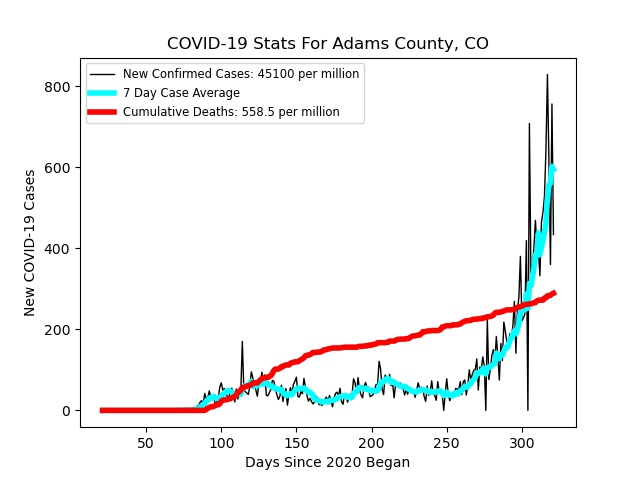 COVID-19 Stats For Adams County, CO
New Confirmed Cases: 45100 per million
7 Day Case Average
Cumulative Deaths: 558.5 per million
New COVID-19 Cases
800
600
400
200
0
50 100 150 200 250 300
Days Since 2020 Began